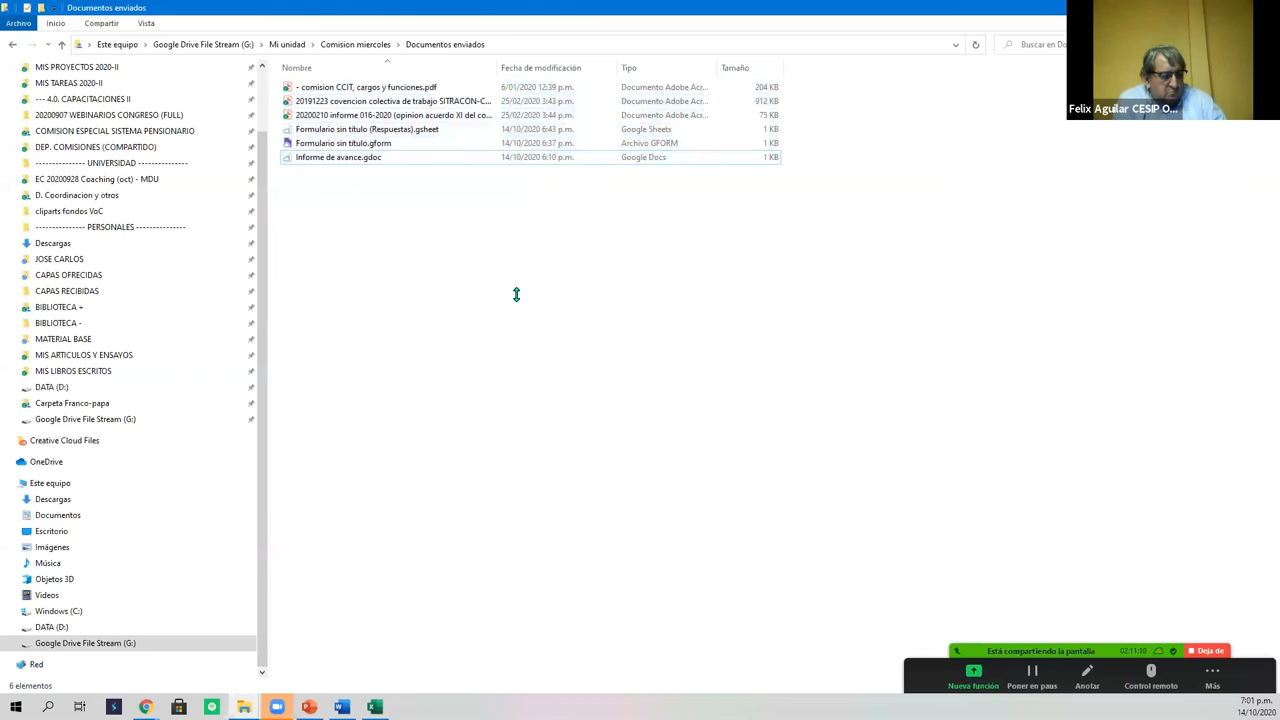 Documentos enviados
Archivo Inicio Compartir Vista
Este equipo > Google Drive File Stream (G:) > Mi unidad > Comision miercoles > Documentos enviados
Buscar en Do
Felix Aguilar CESIP O...
Nombre Fecha de modificación Tipo Tamaño
- comision CCIT, cargos y funciones.pdf 6/01/2020 12:39 p.m. Documento Adobe Acr... 204 KB
20191223 covencion colectiva de trabajo SITRACON-C... 25/02/2020 3:43 p.m. Documento Adobe Acr... 912 KB
20200210 informe 016-2020 (opinion acuerdo XI del co... 25/02/2020 3:44 p.m. Documento Adobe Acr... 75 KB
Formulario sin título (Respuestas).gsheet 14/10/2020 6:43 p.m. Google Sheets 1 KB
Formulario sin título.gform 14/10/2020 6:37 p.m. Archivo GFORM 1 KB
Informe de avance.gdoc 14/10/2020 6:10 p.m. Google Docs 1 KB
MIS PROYECTOS 2020-II
MIS TAREAS 2020-II
--- 4.0. CAPACITACIONES II
20200907 WEBINARIOS CONGRESO (FULL)
COMISION ESPECIAL SISTEMA PENSIONARIO
DEP. COMISIONES (COMPARTIDO)
--------------- UNIVERSIDAD ---------------
EC 20200928 Coaching (oct) - MDU
D. Coordinacion y otros
cliparts fondos VoC
--------------- PERSONALES ---------------
Descargas
JOSE CARLOS
CAPAS OFRECIDAS
CAPAS RECIBIDAS
BIBLIOTECA +
BIBLIOTECA -
MATERIAL BASE
MIS ARTICULOS Y ENSAYOS
MIS LIBROS ESCRITOS
DATA (D:)
Carpeta Franco-papa
Google Drive File Stream (G:)
Creative Cloud Files
OneDrive
Este equipo
Descargas
Documentos
Escritorio
Imágenes
Música
Objetos 3D
Videos
Windows (C:)
DATA (D:)
Google Drive File Stream (G:)
Red
6 elementos
Está compartiendo la pantalla 02:11:10 Deja de
Nueva función Poner en paus Anotar Control remoto Más
7:01 p.m.
14/10/2020